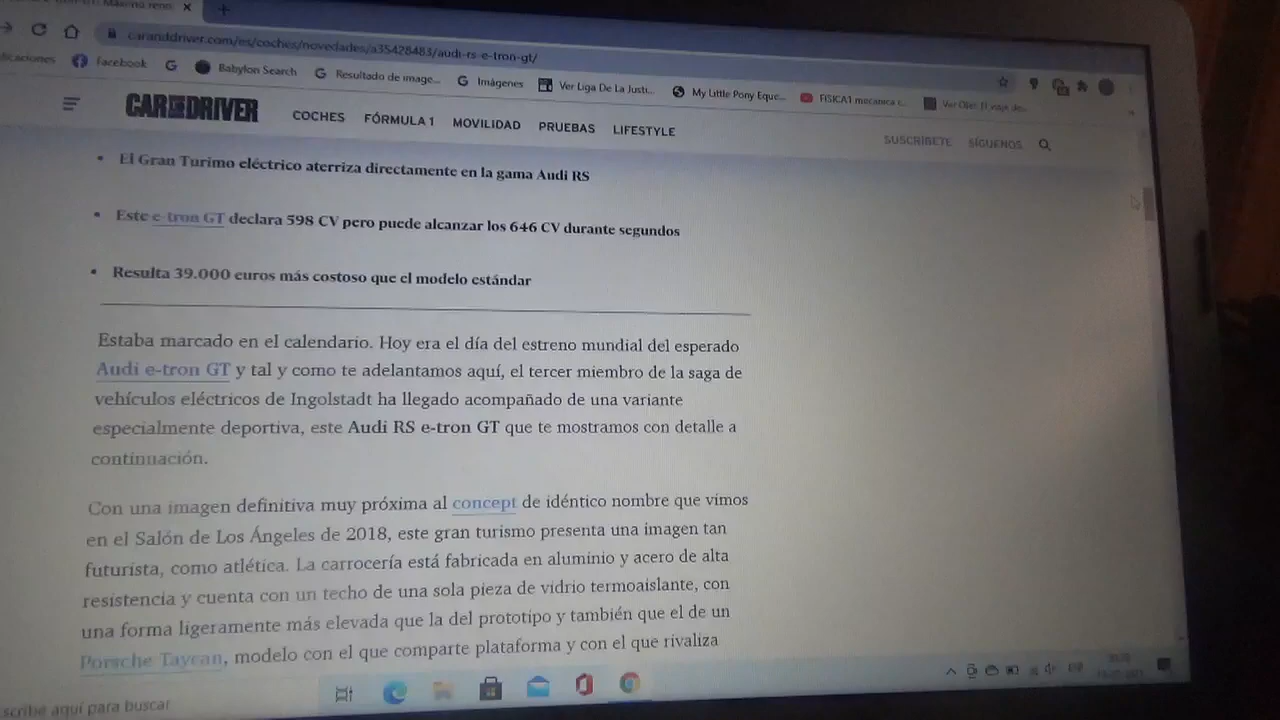 Máximo reno
caranddriver.com/es/coches/novedades/a35428483/audi-rs-e-tron-gt/
Facebook
Babylon Search
Resultado de image...
Imágenes
Ver Liga De La Justi...
My Little Pony Eque...
FISICA1 mecanica c...
CAR AND DRIVER
COCHES FÓRMULA 1 MOVILIDAD PRUEBAS LIFESTYLE
SUSCRÍBETE SÍGUENOS
• El Gran Turimo eléctrico aterriza directamente en la gama Audi RS
• Este e-tron GT declara 598 CV pero puede alcanzar los 646 CV durante segundos
• Resulta 39.000 euros más costoso que el modelo estándar
Estaba marcado en el calendario. Hoy era el día del estreno mundial del esperado
Audi e-tron GT y tal y como te adelantamos aquí, el tercer miembro de la saga de
vehículos eléctricos de Ingolstadt ha llegado acompañado de una variante
especialmente deportiva, este Audi RS e-tron GT que te mostramos con detalle a
continuación.
Con una imagen definitiva muy próxima al concept de idéntico nombre que vimos
en el Salón de Los Ángeles de 2018, este gran turismo presenta una imagen tan
futurista, como atlética. La carrocería está fabricada en aluminio y acero de alta
resistencia y cuenta con un techo de una sola pieza de vidrio termoaislante, con
una forma ligeramente más elevada que la del prototipo y también que el de un
Porsche Taycan, modelo con el que comparte plataforma y con el que rivaliza
scribe aquí para buscar